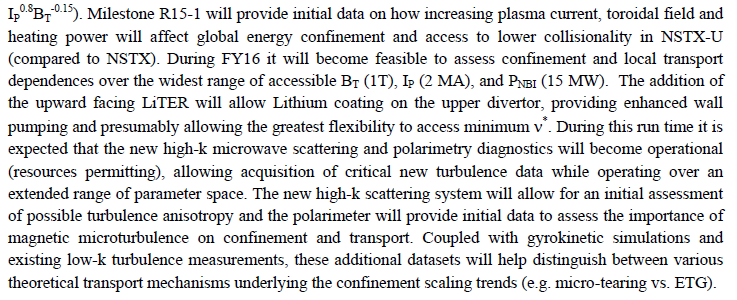 Iₚ⁰·⁸B_T⁻⁰·¹⁵). Milestone R15-1 will provide initial data on how increasing plasma current, toroidal field and
heating power will affect global energy confinement and access to lower collisionality in NSTX-U
(compared to NSTX). During FY16 it will become feasible to assess confinement and local transport
dependences over the widest range of accessible B_T (1T), I_P (2 MA), and P_NBI (15 MW).  The addition of
the upward facing LiTER will allow Lithium coating on the upper divertor, providing enhanced wall
pumping and presumably allowing the greatest flexibility to access minimum ν*. During this run time it is
expected that the new high-k microwave scattering and polarimetry diagnostics will become operational
(resources permitting), allowing acquisition of critical new turbulence data while operating over an
extended range of parameter space. The new high-k scattering system will allow for an initial assessment
of possible turbulence anisotropy and the polarimeter will provide initial data to assess the importance of
magnetic microturbulence on confinement and transport. Coupled with gyrokinetic simulations and
existing low-k turbulence measurements, these additional datasets will help distinguish between various
theoretical transport mechanisms underlying the confinement scaling trends (e.g. micro-tearing vs. ETG).